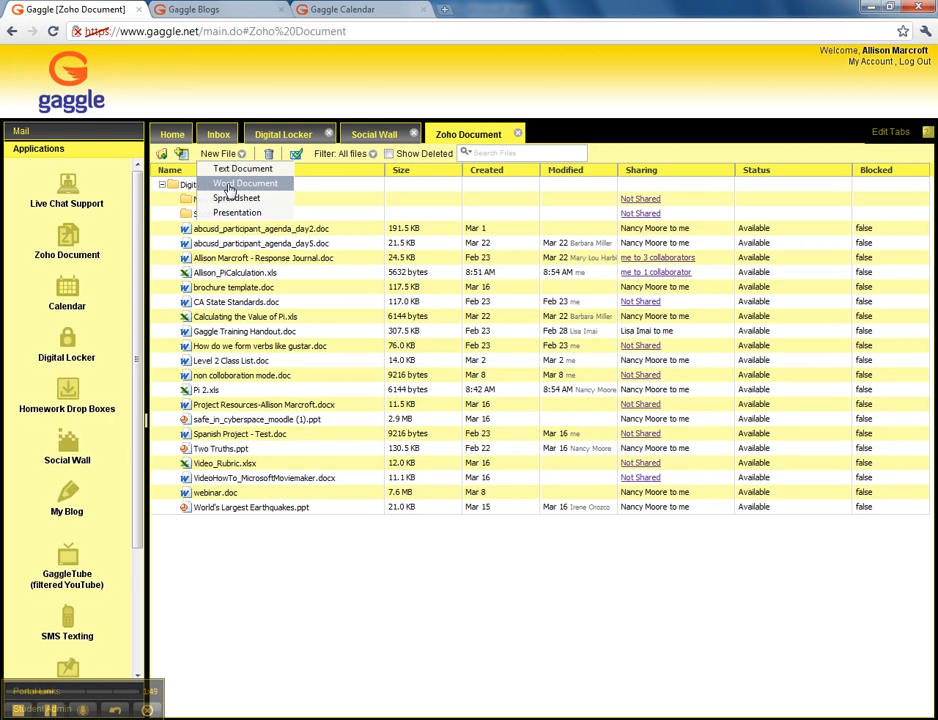 Gaggle [Zoho Document]
Gaggle Blogs
Gaggle Calendar
https://www.gaggle.net/main.do#Zoho%20Document
Welcome, Allison Marcroft
My Account , Log Out
gaggle
Mail
Applications
Live Chat Support
Zoho Document
Calendar
Digital Locker
Homework Drop Boxes
Social Wall
My Blog
GaggleTube
(filtered YouTube)
SMS Texting
Portal Links
1:49
Student Admin
Home Inbox Digital Locker Social Wall Zoho Document Edit Tabs
New File Filter: All files Show Deleted Search Files
Text Document
Word Document
Spreadsheet
Presentation
Name Size Created Modified Sharing Status Blocked
Digit
Not Shared
Not Shared
abcusd_participant_agenda_day2.doc 191.5 KB Mar 1 Nancy Moore to me Available false
abcusd_participant_agenda_day5.doc 21.5 KB Mar 22 Mar 22 Barbara Miller Nancy Moore to me Available false
Allison Marcroft - Response Journal.doc 24.5 KB Feb 23 Mar 22 Mary Lou Harbi me to 3 collaborators Available false
Allison_PiCalculation.xls 5632 bytes 8:51 AM 8:54 AM me me to 1 collaborator Available false
brochure template.doc 117.5 KB Mar 16 Nancy Moore to me Available false
CA State Standards.doc 117.0 KB Feb 23 Feb 23 me Not Shared Available false
Calculating the Value of Pi.xls 6144 bytes Mar 22 Mar 22 Barbara Miller Nancy Moore to me Available false
Gaggle Training Handout.doc 307.5 KB Feb 23 Feb 28 Lisa Imai Lisa Imai to me Available false
How do we form verbs like gustar.doc 76.0 KB Feb 23 Mar 22 me Not Shared Available false
Level 2 Class List.doc 14.0 KB Mar 2 Mar 2 me Nancy Moore to me Available false
non colloboration mode.doc 9216 bytes Mar 8 Mar 8 me Not Shared Available false
Pi 2.xls 6144 bytes 8:42 AM 8:54 AM Nancy Moore Nancy Moore to me Available false
Project Resources-Allison Marcroft.docx 11.5 KB Mar 16 Not Shared Available false
safe_in_cyberspace_moodle (1).ppt 2.9 MB Mar 16 Nancy Moore to me Available false
Spanish Project - Test.doc 9216 bytes Feb 23 Mar 16 me Not Shared Available false
Two Truths.ppt 130.5 KB Feb 22 Mar 16 Nancy Moore Nancy Moore to me Available false
Video_Rubric.xlsx 12.0 KB Mar 16 Not Shared Available false
VideoHowTo_MicrosoftMoviemaker.docx 11.1 KB Mar 16 Not Shared Available false
webinar.doc 7.6 MB Mar 8 Nancy Moore to me Available false
World's Largest Earthquakes.ppt 21.0 KB Mar 15 Mar 16 Irene Orozco Nancy Moore to me Available false